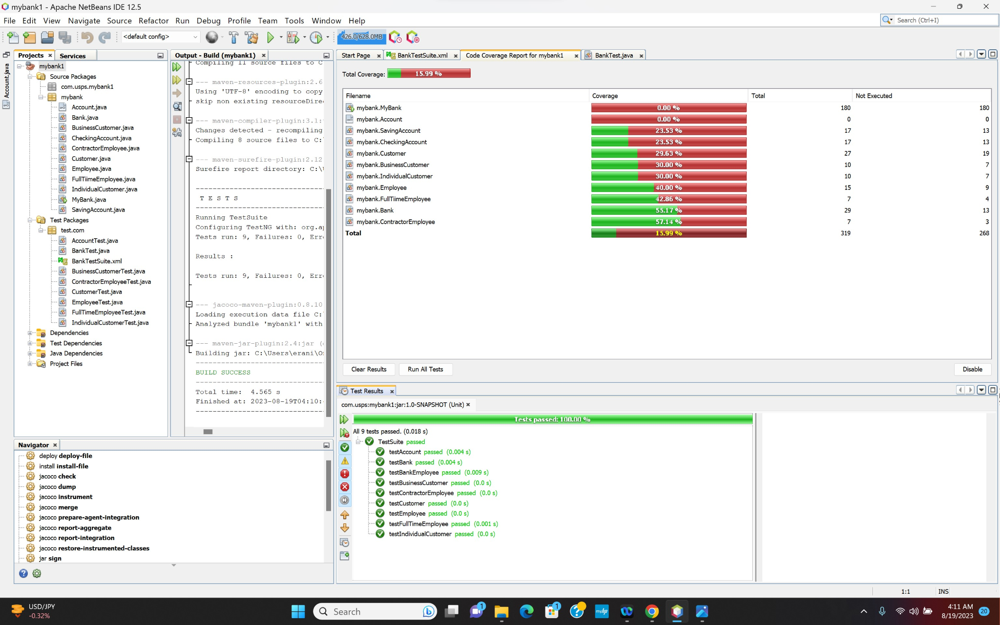 mybank1 - Apache NetBeans IDE 12.5
File Edit View Navigate Source Refactor Run Debug Profile Team Tools Window Help
Search (Ctrl+I)
<default config>
426.0/628.0MB
Account.java
Projects
Services
mybank1
Source Packages
com.usps.mybank1
mybank
Account.java
Bank.java
BusinessCustomer.java
CheckingAccount.java
ContractorEmployee.java
Customer.java
Employee.java
FullTiimeEmployee.java
IndividualCustomer.java
MyBank.java
SavingAccount.java
Test Packages
test.com
AccountTest.java
BankTest.java
BankTestSuite.xml
BusinessCustomerTest.java
ContractorEmployeeTest.java
CustomerTest.java
EmployeeTest.java
FullTimeEmployeeTest.java
IndividualCustomerTest.java
Dependencies
Test Dependencies
Java Dependencies
Project Files
Output - Build (mybank1)
Compiling 11 source files to C
--- maven-resources-plugin:2.6
Using 'UTF-8' encoding to copy
skip non existing resourceDire
--- maven-compiler-plugin:3.1:
Changes detected - recompiling
Compiling 8 source files to C:
--- maven-surefire-plugin:2.12
Surefire report directory: C:\
T E S T S
Running TestSuite
Configuring TestNG with: org.ap
Tests run: 9, Failures: 0, Erro
Results :
Tests run: 9, Failures: 0, Erro
--- jacoco-maven-plugin:0.8.10
Loading execution data file C:
Analyzed bundle 'mybank1' with
--- maven-jar-plugin:2.4:jar (
Building jar: C:\Users\erani\O
BUILD SUCCESS
Total time: 4.565 s
Finished at: 2023-08-19T04:10:
Start Page
BankTestSuite.xml
Code Coverage Report for mybank1
BankTest.java
Total Coverage: 15.99 %
Filename Coverage Total Not Executed
mybank.MyBank 0.00 % 180 180
mybank.Account 0.00 % 0 0
mybank.SavingAccount 23.53 % 17 13
mybank.CheckingAccount 23.53 % 17 13
mybank.Customer 29.63 % 27 19
mybank.BusinessCustomer 30.00 % 10 7
mybank.IndividualCustomer 30.00 % 10 7
mybank.Employee 40.00 % 15 9
mybank.FullTiimeEmployee 42.86 % 7 4
mybank.Bank 55.17 % 29 13
mybank.ContractorEmployee 57.14 % 7 3
Total 15.99 % 319 268
Clear Results
Run All Tests
Disable
Test Results
com.usps:mybank1:jar:1.0-SNAPSHOT (Unit)
Tests passed: 100.00 %
All 9 tests passed. (0.018 s)
TestSuite passed
testAccount passed (0.004 s)
testBank passed (0.004 s)
testBankEmployee passed (0.009 s)
testBusinessCustomer passed (0.0 s)
testContractorEmployee passed (0.0 s)
testCustomer passed (0.0 s)
testEmployee passed (0.0 s)
testFullTimeEmployee passed (0.001 s)
testIndividualCustomer passed (0.0 s)
Navigator
deploy deploy-file
install install-file
jacoco check
jacoco dump
jacoco instrument
jacoco merge
jacoco prepare-agent-integration
jacoco report-aggregate
jacoco report-integration
jacoco restore-instrumented-classes
jar sign
1:1
INS
USD/JPY
-0.32%
Search
1
1
myhp
4:11 AM
8/19/2023
20